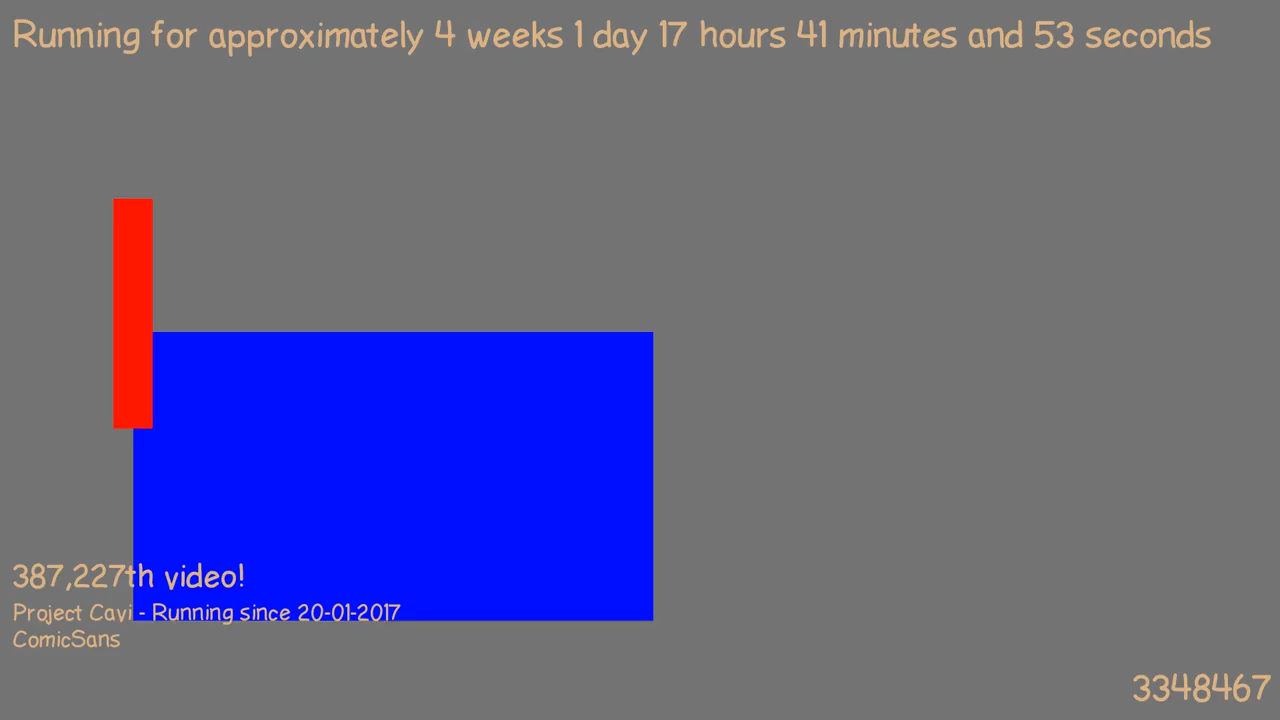 Running for approximately 4 weeks 1 day 17 hours 41 minutes and 53 seconds
387,227th video!
Project Cavi - Running since 20-01-2017
ComicSans
3348467